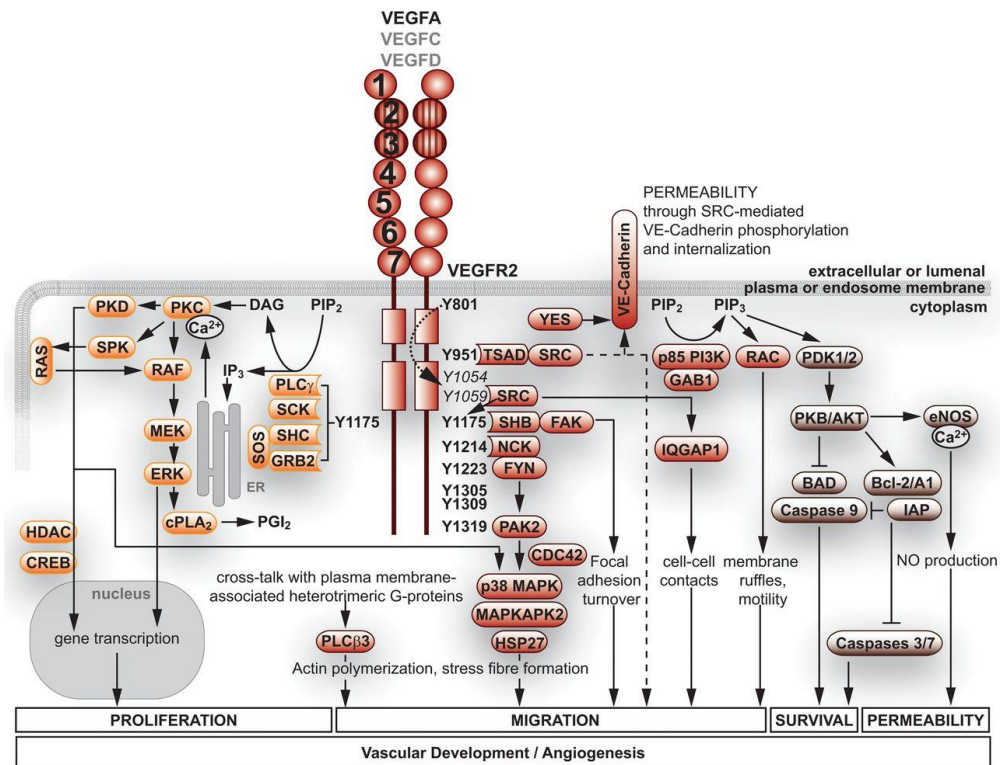 VEGFA
VEGFC
VEGFD
1
2
3
4
5
6
7
VEGFR2
PERMEABILITY
through SRC-mediated
VE-Cadherin phosphorylation
and internalization
VE-Cadherin
extracellular or lumenal
plasma or endosome membrane
cytoplasm
PKD
PKC
Ca2+
DAG
PIP2
SPK
RAS
RAF
IP3
MEK
ERK
cPLA2
PGI2
ER
PLCγ
SCK
SHC
GRB2
SOS
Y1175
HDAC
CREB
nucleus
gene transcription
Y801
Y951
TSAD
SRC
YES
Y1054
Y1059
SRC
Y1175
SHB
FAK
Y1214
NCK
Y1223
FYN
Y1305
Y1309
Y1319
PAK2
CDC42
p38 MAPK
MAPKAPK2
HSP27
cross-talk with plasma membrane-
associated heterotrimeric G-proteins
PLCβ3
Actin polymerization, stress fibre formation
PIP2
PIP3
p85 PI3K
GAB1
RAC
PDK1/2
IQGAP1
PKB/AKT
eNOS
Ca2+
BAD
Caspase 9
Bcl-2/A1
IAP
Focal
adhesion
turnover
cell-cell
contacts
membrane
ruffles,
motility
NO production
Caspases 3/7
PROLIFERATION
MIGRATION
SURVIVAL
PERMEABILITY
Vascular Development / Angiogenesis